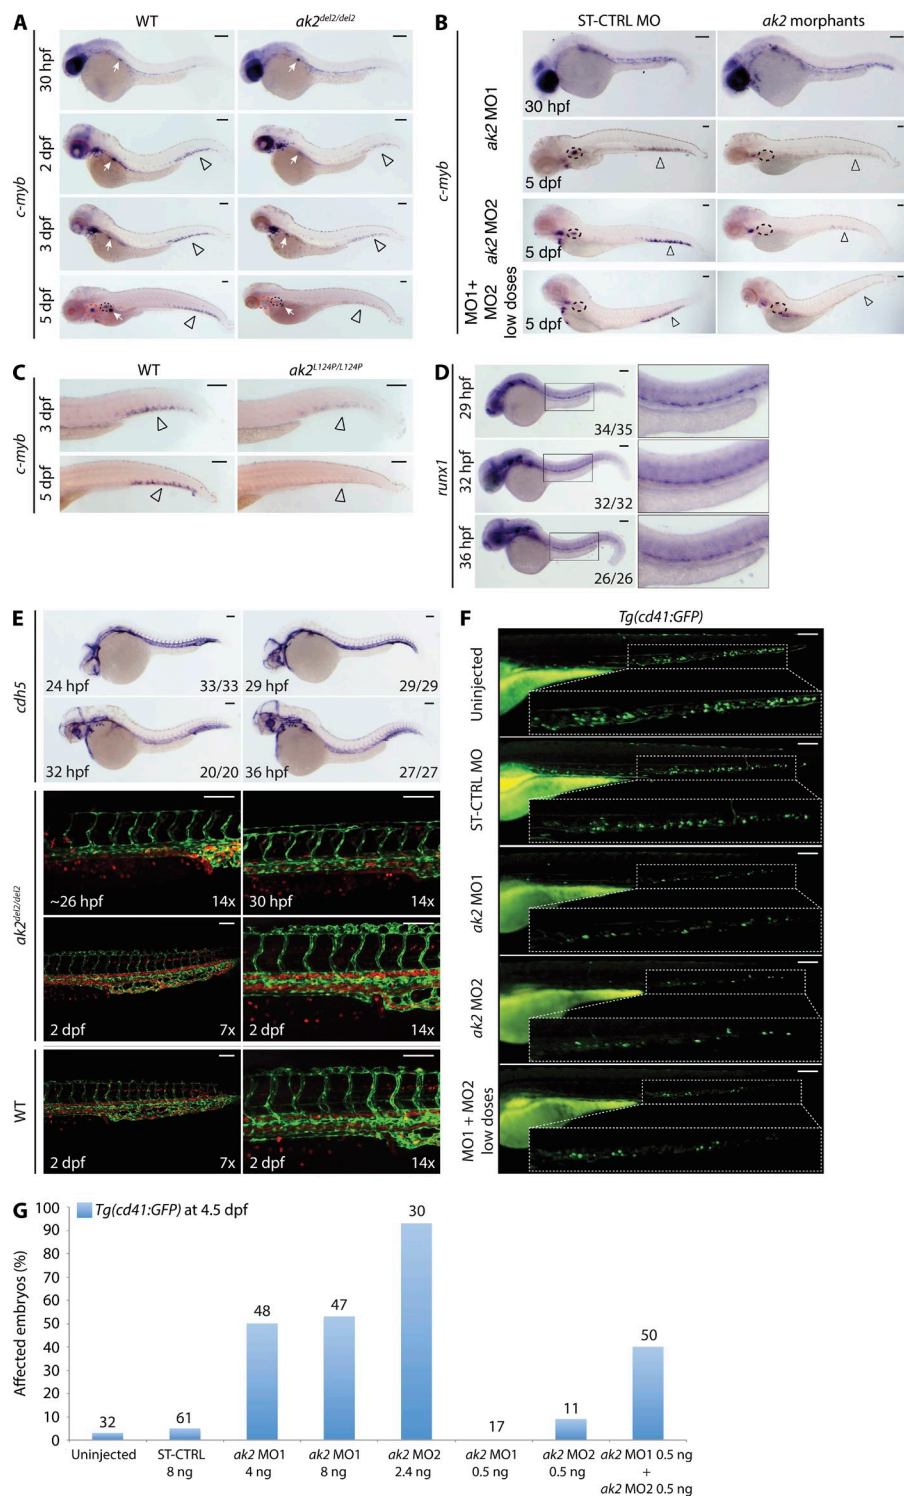 A
WT
ak2del2/del2
c-myb
30 hpf
2 dpf
3 dpf
5 dpf
B
ST-CTRL MO
ak2 morphants
c-myb
ak2 MO1
30 hpf
5 dpf
ak2 MO2
5 dpf
MO1+
MO2
low doses
5 dpf
C
WT
ak2L124P/L124P
c-myb
3 dpf
5 dpf
D
runx1
29 hpf
34/35
32 hpf
32/32
36 hpf
26/26
E
cdh5
24 hpf
33/33
29 hpf
29/29
32 hpf
20/20
36 hpf
27/27
ak2del2/del2
~26 hpf
14x
30 hpf
14x
2 dpf
7x
2 dpf
14x
WT
2 dpf
7x
2 dpf
14x
F
Tg(cd41:GFP)
Uninjected
ST-CTRL MO
ak2 MO1
ak2 MO2
MO1 + MO2
low doses
G
Tg(cd41:GFP) at 4.5 dpf
Affected embryos (%)
100
90
80
70
60
50
40
30
20
10
0
32
61
48
47
30
17
11
50
Uninjected
ST-CTRL
8 ng
ak2 MO1
4 ng
ak2 MO1
8 ng
ak2 MO2
2.4 ng
ak2 MO1
0.5 ng
ak2 MO2
0.5 ng
ak2 MO1 0.5 ng
+
ak2 MO2 0.5 ng